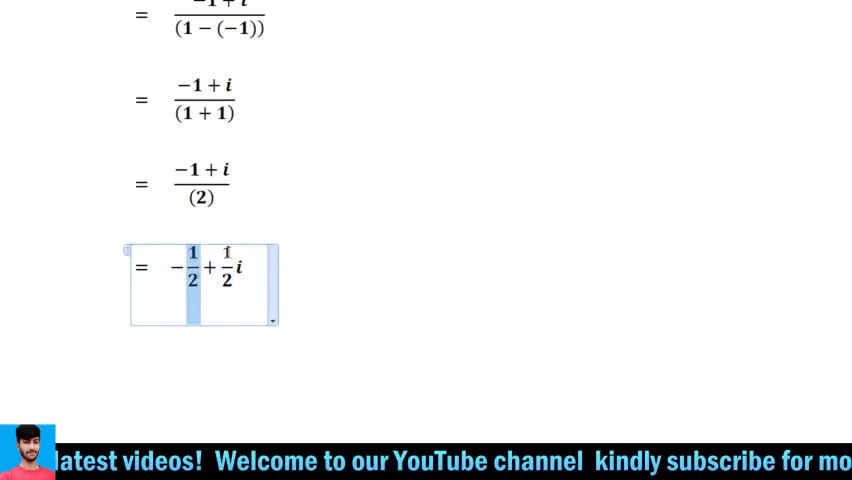 = −1 + i / (1 − (−1))
= −1 + i / (1 + 1)
= −1 + i / (2)
= − 1/2 + 1/2 i
latest videos! Welcome to our YouTube channel kindly subscribe for mo